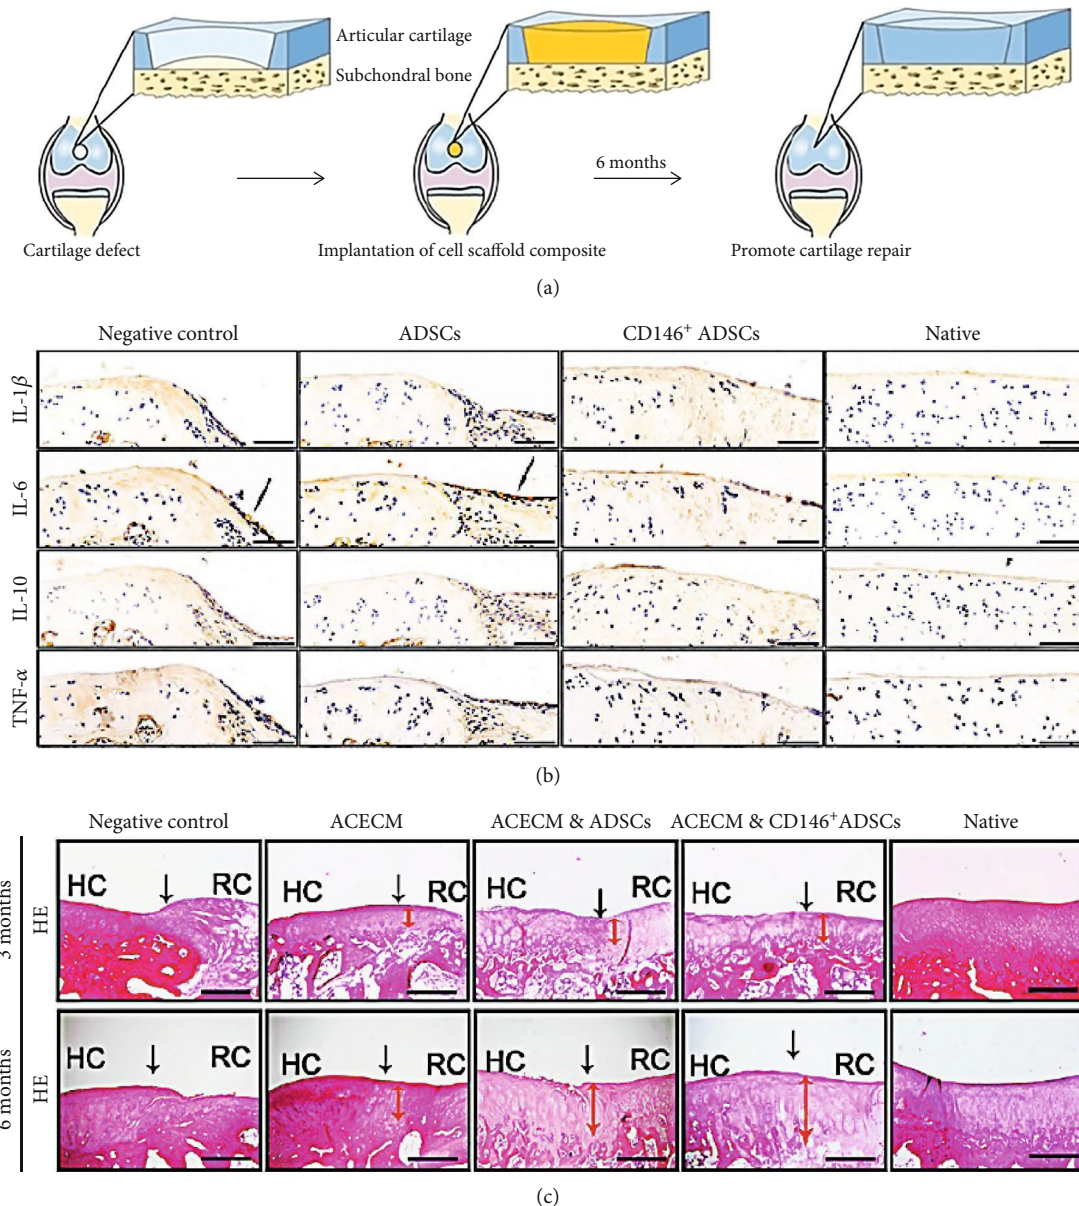 Articular cartilage
Subchondral bone
6 months
Cartilage defect
Implantation of cell scaffold composite
Promote cartilage repair
(a)
Negative control ADSCs CD146⁺ ADSCs Native
IL-1β
IL-6
IL-10
TNF-α
(b)
Negative control ACECM ACECM & ADSCs ACECM & CD146⁺ADSCs Native
3 months
HE
HC RC HC RC HC RC HC RC
6 months
HE
HC RC HC RC HC RC HC RC
(c)